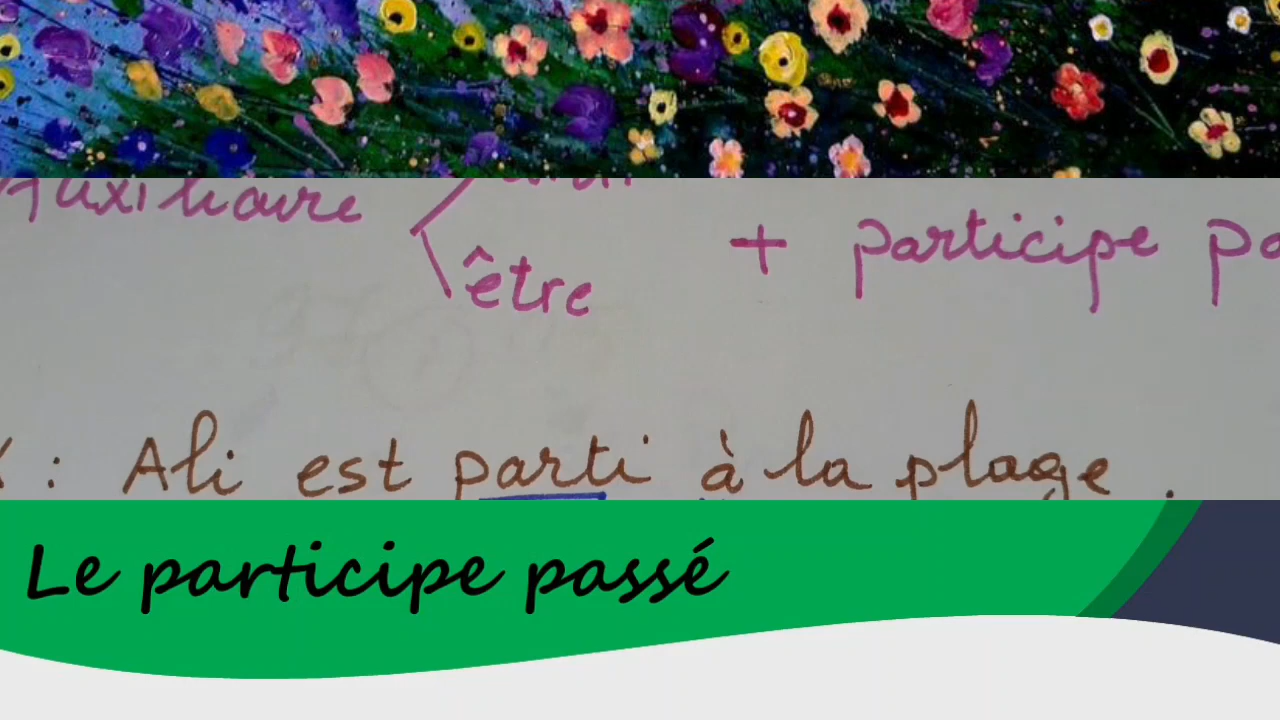 Auxiliaire
être
+ participe
: Ali est parti à la plage.
Le participe passé